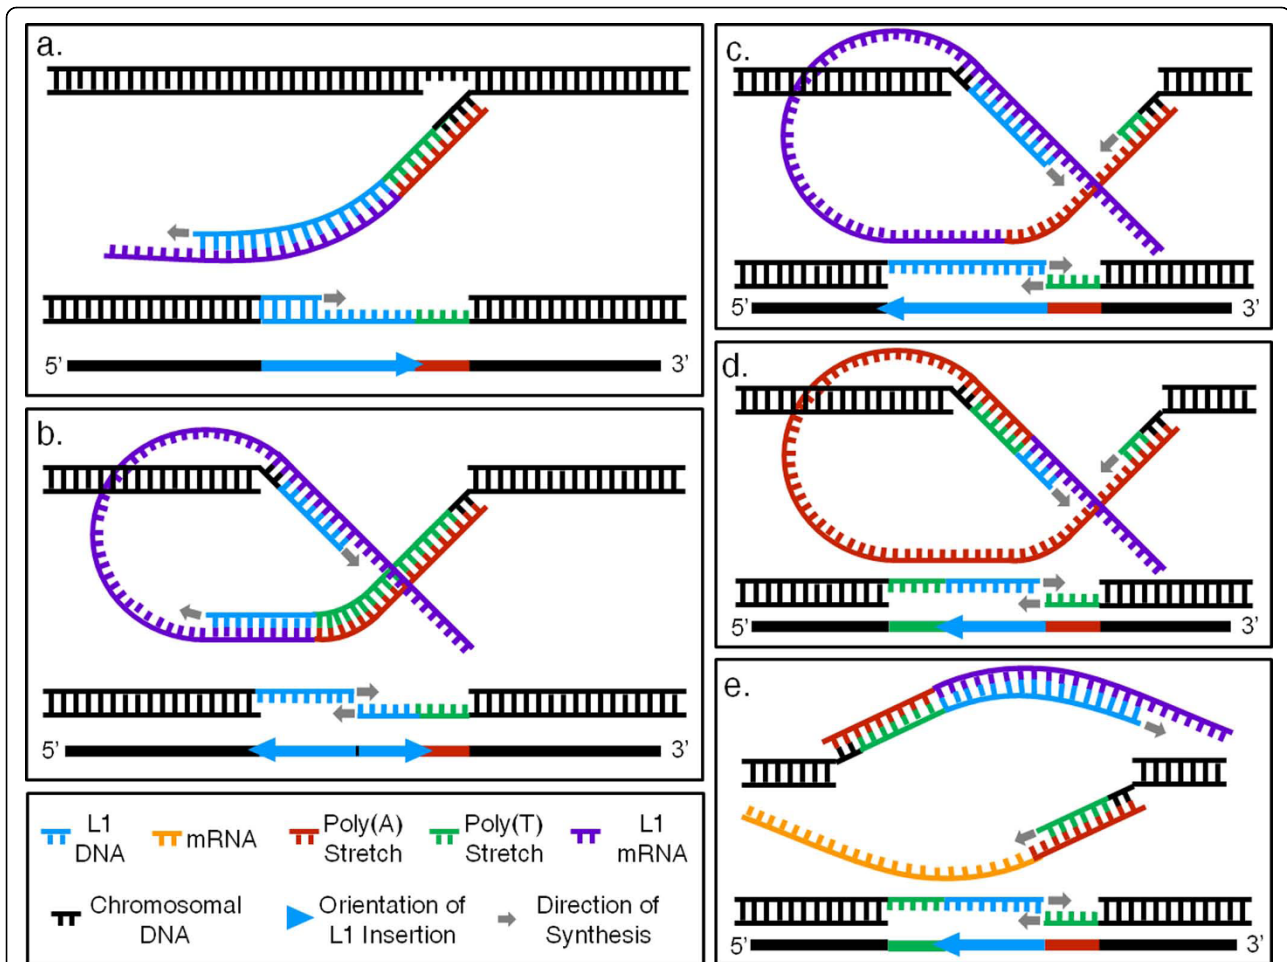 a.
5' 3'
b.
5' 3'
c.
5' 3'
d.
5' 3'
e.
5' 3'
L1 DNA
mRNA
Poly(A) Stretch
Poly(T) Stretch
L1 mRNA
Chromosomal DNA
Orientation of L1 Insertion
Direction of Synthesis